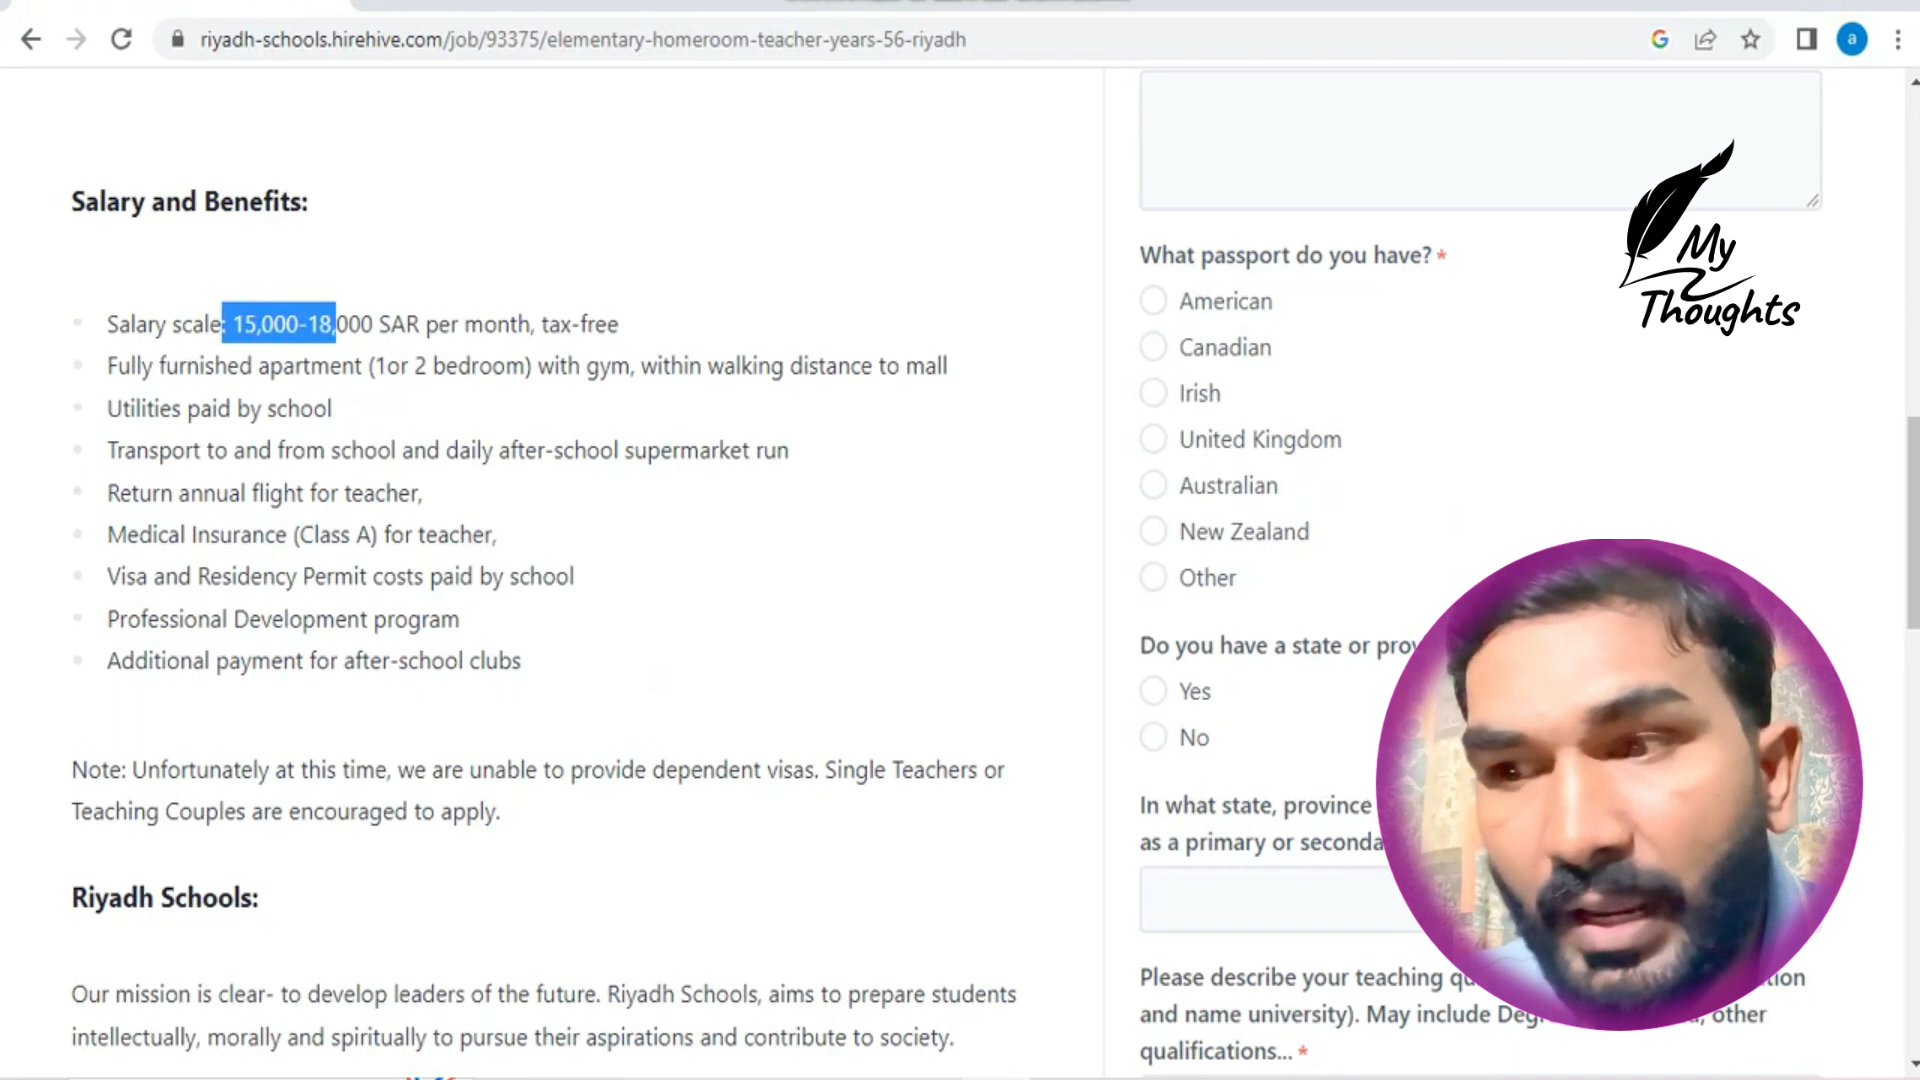 riyadh-schools.hirehive.com/job/93375/elementary-homeroom-teacher-years-56-riyadh
a
Salary and Benefits:
Salary scale: 15,000-18,000 SAR per month, tax-free
Fully furnished apartment (1or 2 bedroom) with gym, within walking distance to mall
Utilities paid by school
Transport to and from school and daily after-school supermarket run
Return annual flight for teacher,
Medical Insurance (Class A) for teacher,
Visa and Residency Permit costs paid by school
Professional Development program
Additional payment for after-school clubs
Note: Unfortunately at this time, we are unable to provide dependent visas. Single Teachers or
Teaching Couples are encouraged to apply.
Riyadh Schools:
Our mission is clear- to develop leaders of the future. Riyadh Schools, aims to prepare students
intellectually, morally and spiritually to pursue their aspirations and contribute to society.
What passport do you have? *
American
Canadian
Irish
United Kingdom
Australian
New Zealand
Other
Do you have a state or
Yes
No
In what state, province
as a primary or
Please describe your teaching
and name university). May include other
qualifications... *
My
Thoughts